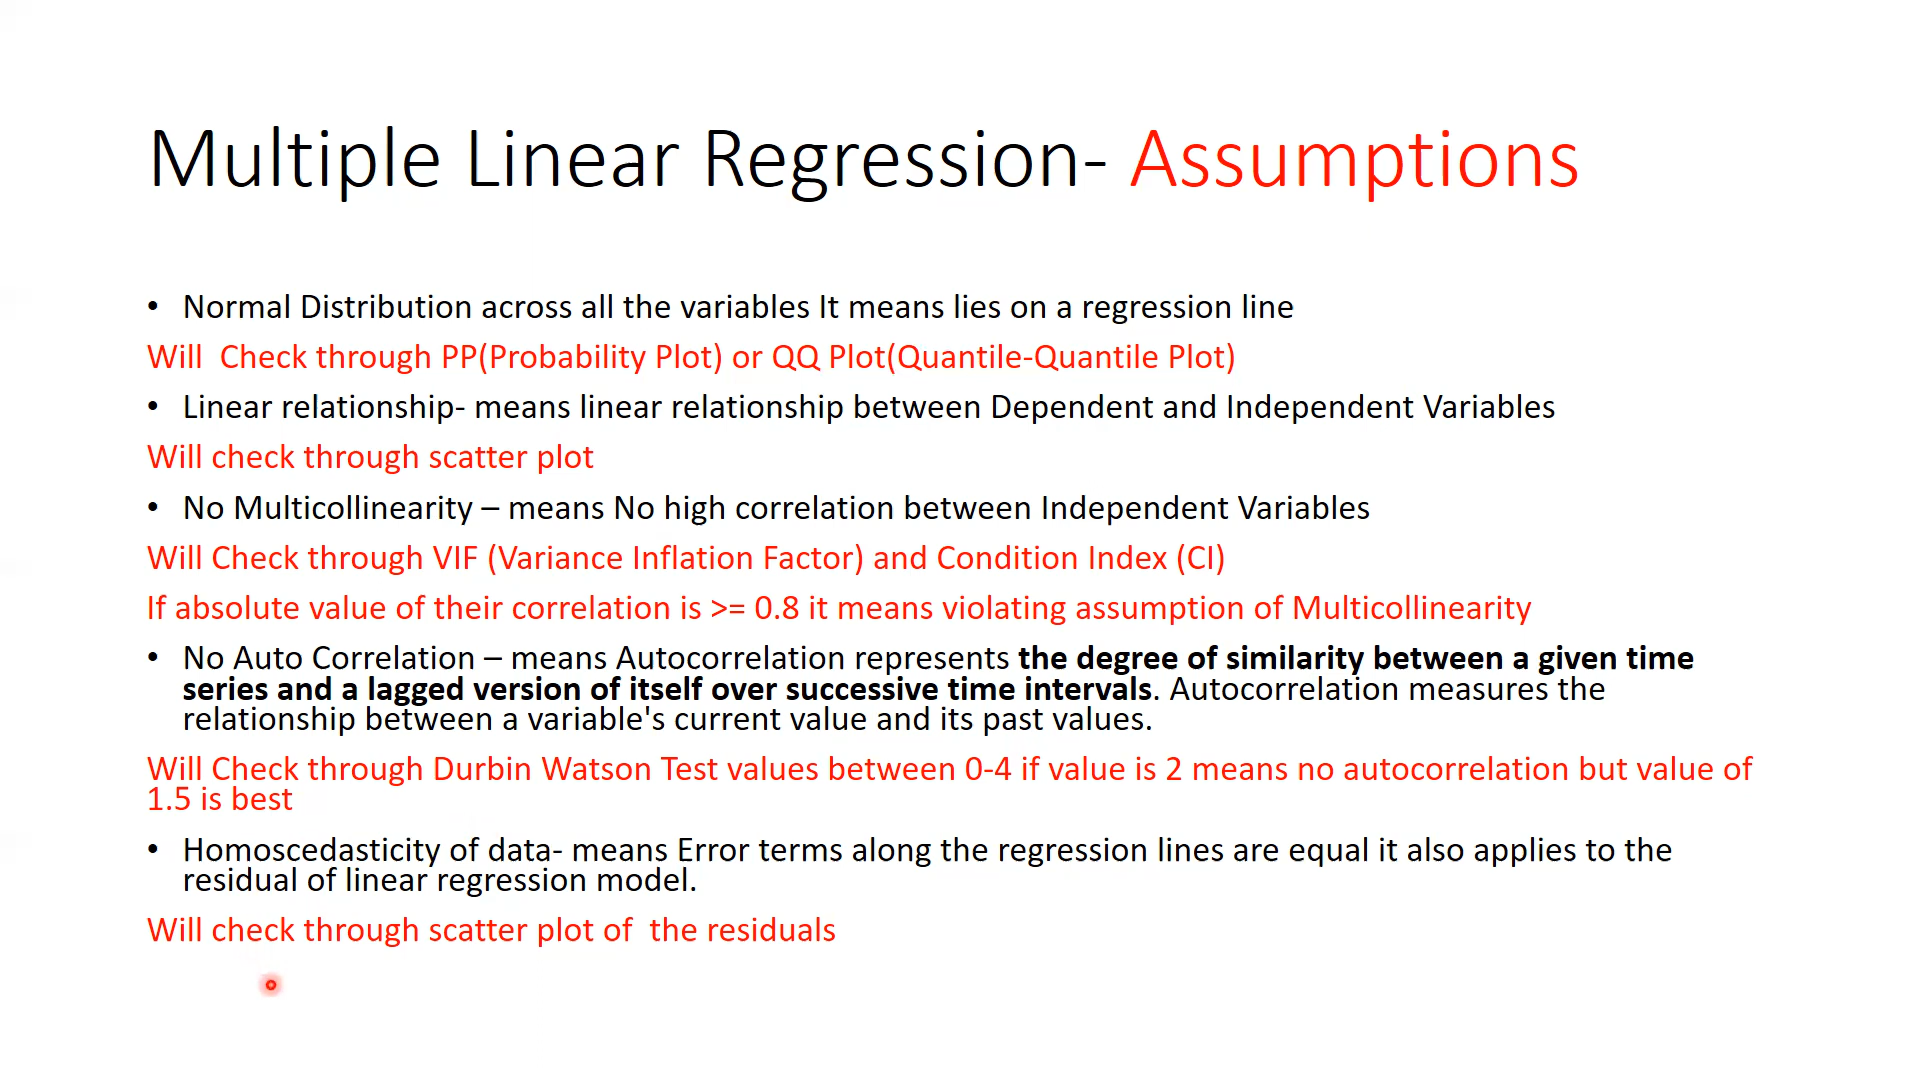 Multiple Linear Regression- Assumptions
• Normal Distribution across all the variables It means lies on a regression line
Will  Check through PP(Probability Plot) or QQ Plot(Quantile-Quantile Plot)
• Linear relationship- means linear relationship between Dependent and Independent Variables
Will check through scatter plot
• No Multicollinearity – means No high correlation between Independent Variables
Will Check through VIF (Variance Inflation Factor) and Condition Index (CI)
If absolute value of their correlation is >= 0.8 it means violating assumption of Multicollinearity
• No Auto Correlation – means Autocorrelation represents the degree of similarity between a given time
series and a lagged version of itself over successive time intervals. Autocorrelation measures the
relationship between a variable's current value and its past values.
Will Check through Durbin Watson Test values between 0-4 if value is 2 means no autocorrelation but value of
1.5 is best
• Homoscedasticity of data- means Error terms along the regression lines are equal it also applies to the
residual of linear regression model.
Will check through scatter plot of  the residuals